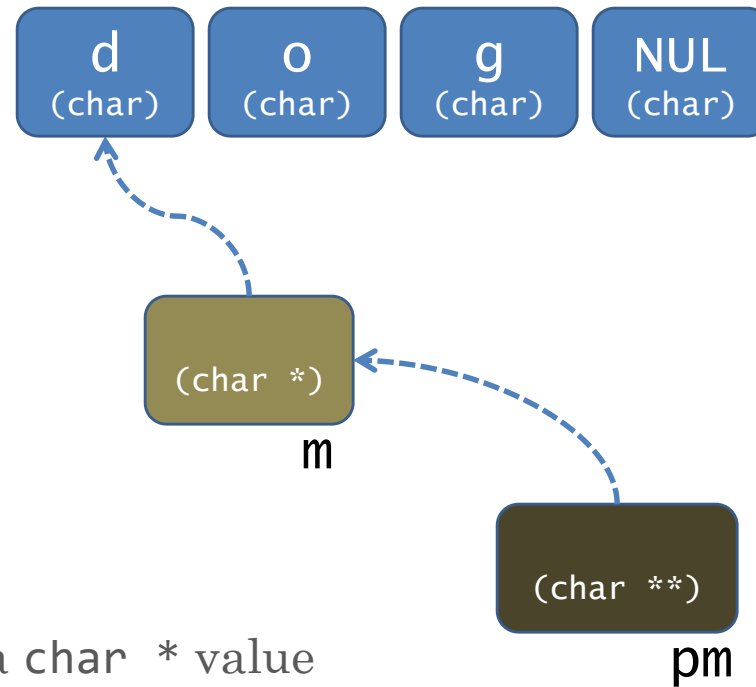 d o g NUL
(char) (char) (char) (char)
(char *)
m
(char **)
pm
char * value